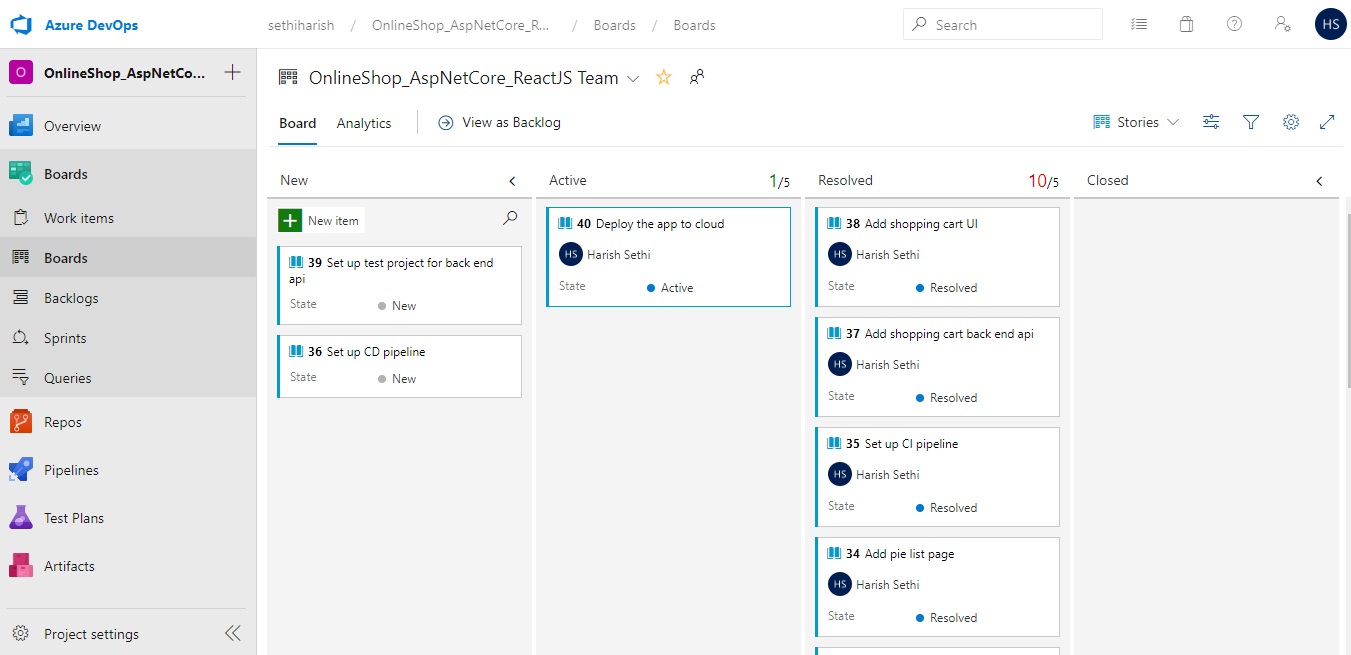 Azure DevOps
sethiharish / OnlineShop_AspNetCore_R... / Boards / Boards
Search
HS
O OnlineShop_AspNetCo...
Overview
Boards
Work items
Boards
Backlogs
Sprints
Queries
Repos
Pipelines
Test Plans
Artifacts
Project settings
OnlineShop_AspNetCore_ReactJS Team
Board Analytics View as Backlog
Stories
New
New item
39 Set up test project for back end
api
State New
36 Set up CD pipeline
State New
Active 1/5
40 Deploy the app to cloud
HS Harish Sethi
State Active
Resolved 10/5
38 Add shopping cart UI
HS Harish Sethi
State Resolved
37 Add shopping cart back end api
HS Harish Sethi
State Resolved
35 Set up CI pipeline
HS Harish Sethi
State Resolved
34 Add pie list page
HS Harish Sethi
State Resolved
Closed